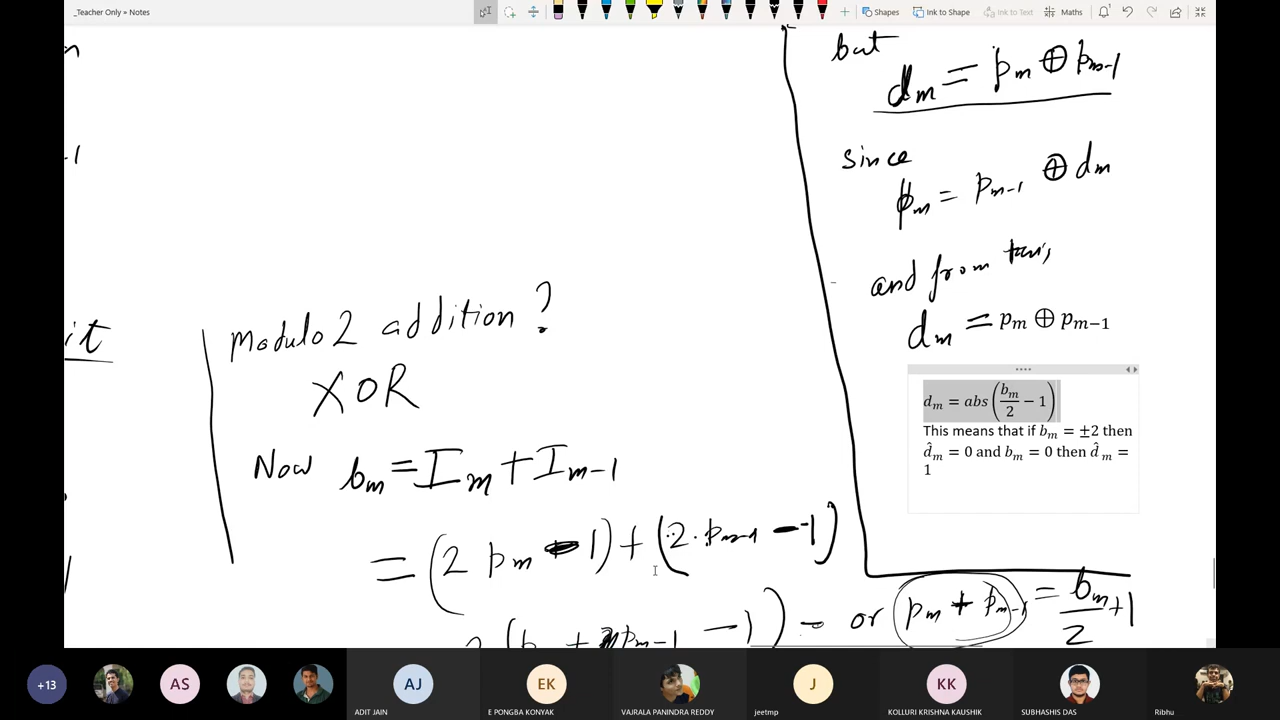 _Teacher Only » Notes
Shapes
Ink to Shape
Ink to Text
Maths
n
-1
it
but
dm = pm ⊕ pm-1
since
pm = pm-1 ⊕ dm
and from this,
dm = pm ⊕ pm-1
dm = abs (bm/2 − 1)
This means that if bm = ±2 then
d̂m = 0 and bm = 0 then d̂m =
1
modulo 2 addition?
XOR
Now bm = Im + Im-1
= (2 pm - 1) + (2 . pm-1 - 1)
or pm + pm-1 = bm/2 + 1
+13
AS
AJ
EK
J
KK
ADIT JAIN
E PONGBA KONYAK
VAJRALA PANINDRA REDDY
jeetmp
KOLLURI KRISHNA KAUSHIK
SUBHASHIS DAS
Ribhu